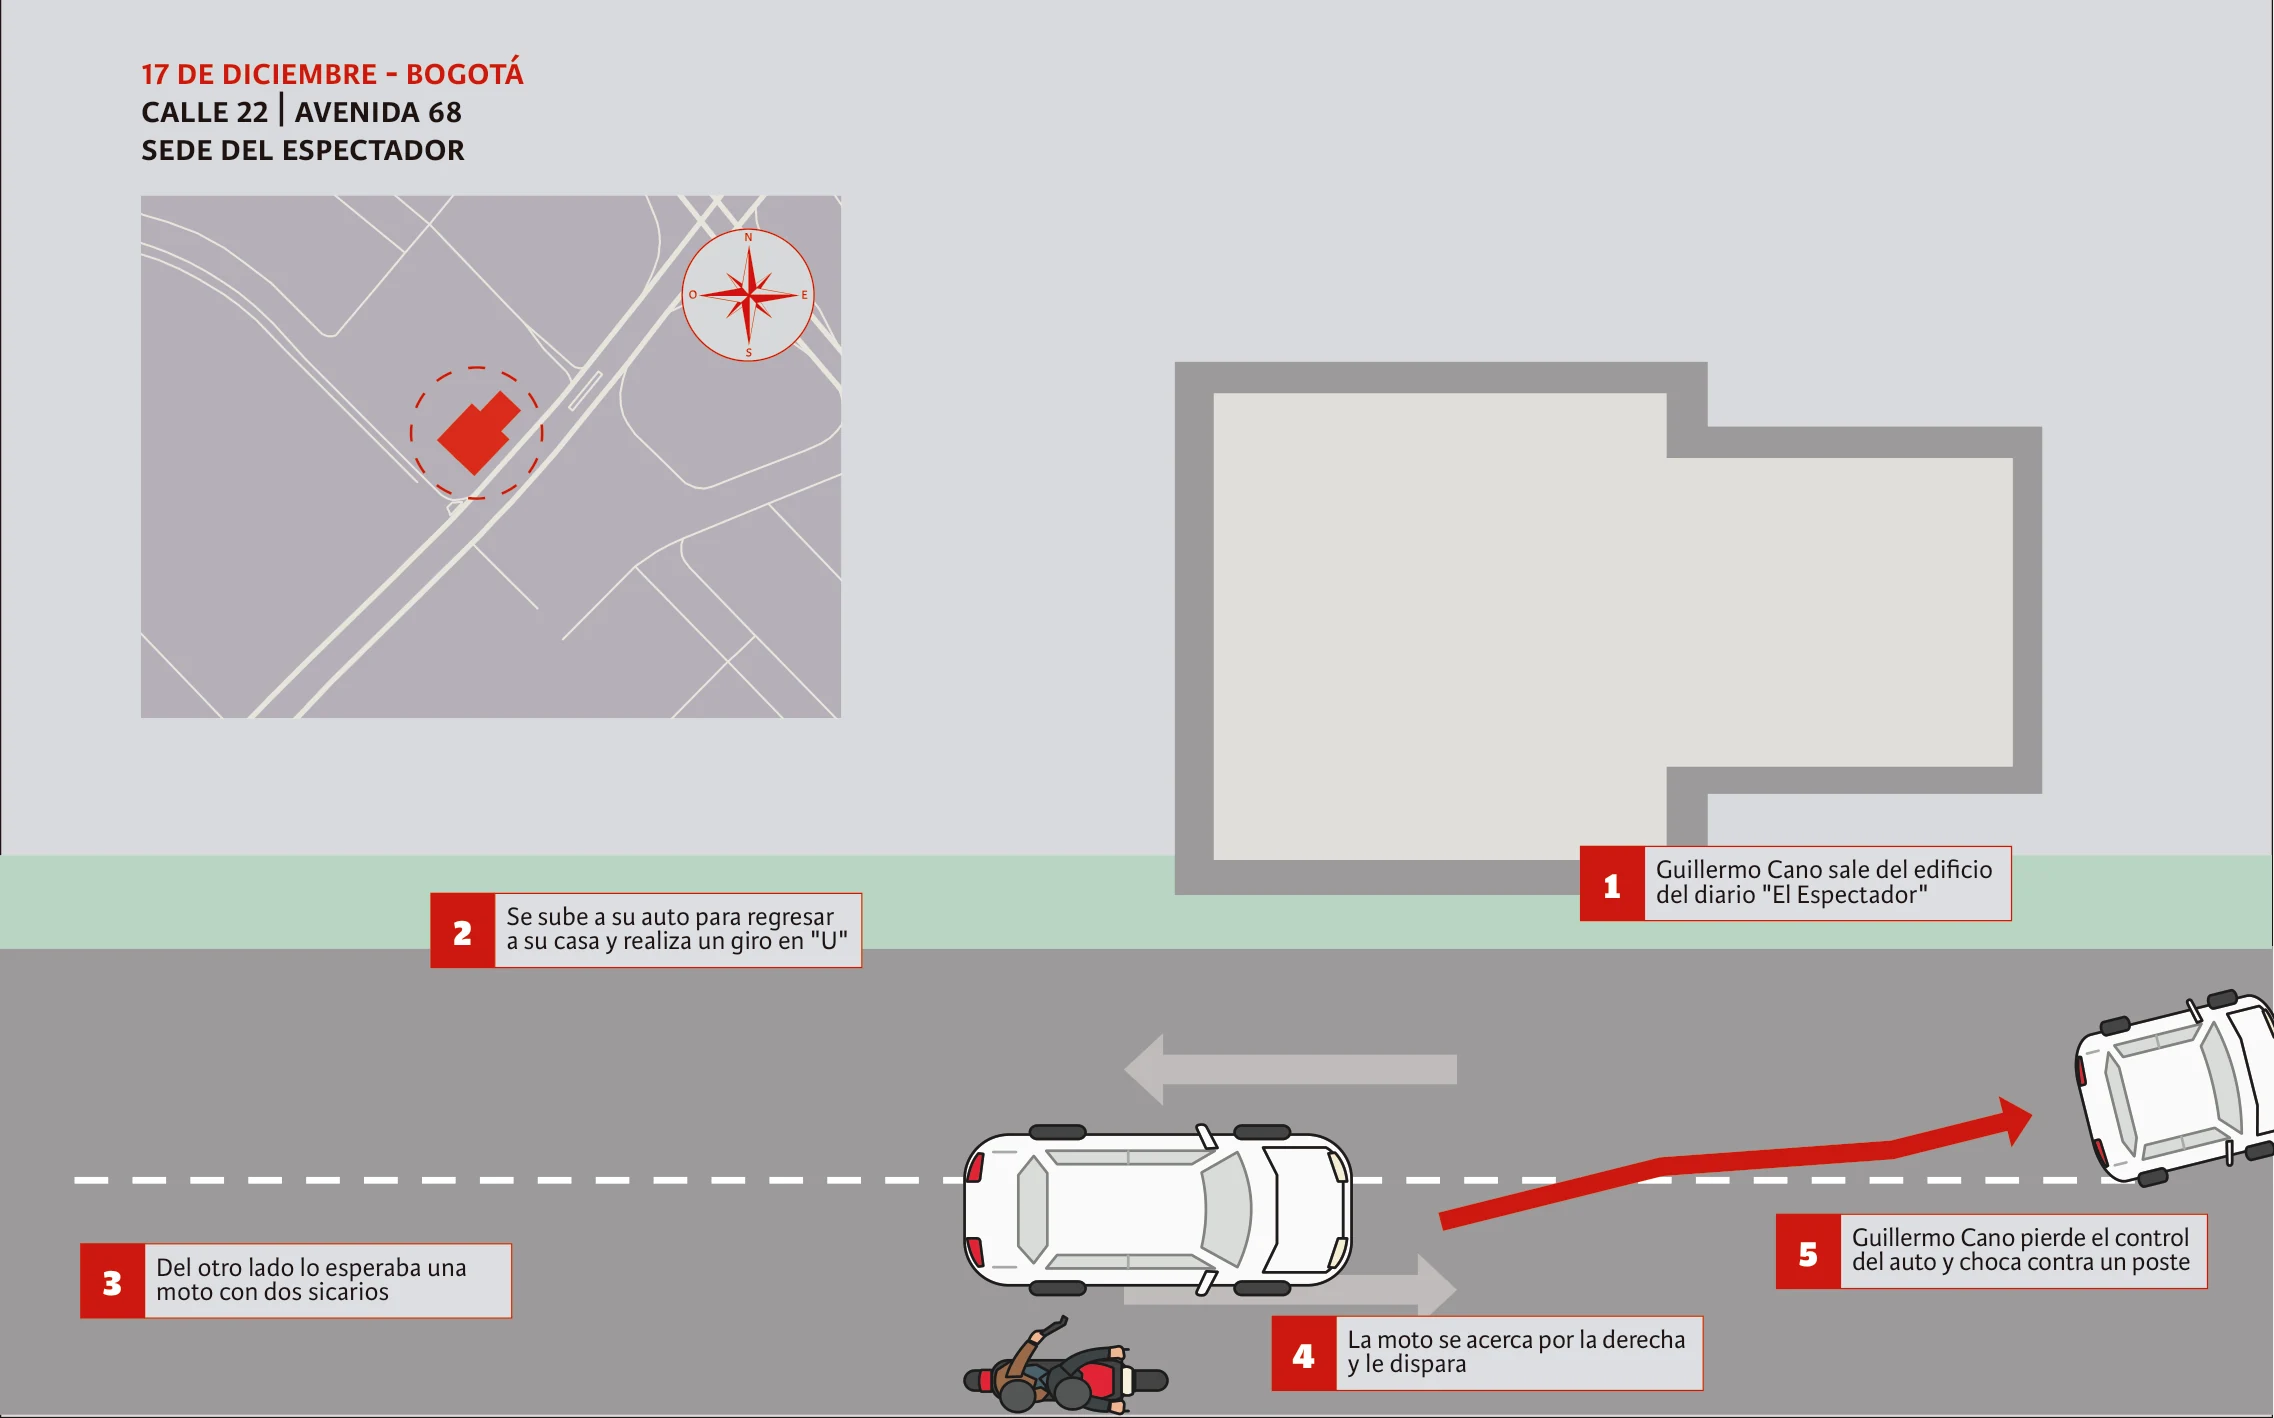 17 DE DICIEMBRE - BOGOTÁ
CALLE 22 | AVENIDA 68
SEDE DEL ESPECTADOR
N
O
E
S
1
Guillermo Cano sale del edificio
del diario "El Espectador"
2
Se sube a su auto para regresar
a su casa y realiza un giro en "U"
3
Del otro lado lo esperaba una
moto con dos sicarios
4
La moto se acerca por la derecha
y le dispara
5
Guillermo Cano pierde el control
del auto y choca contra un poste